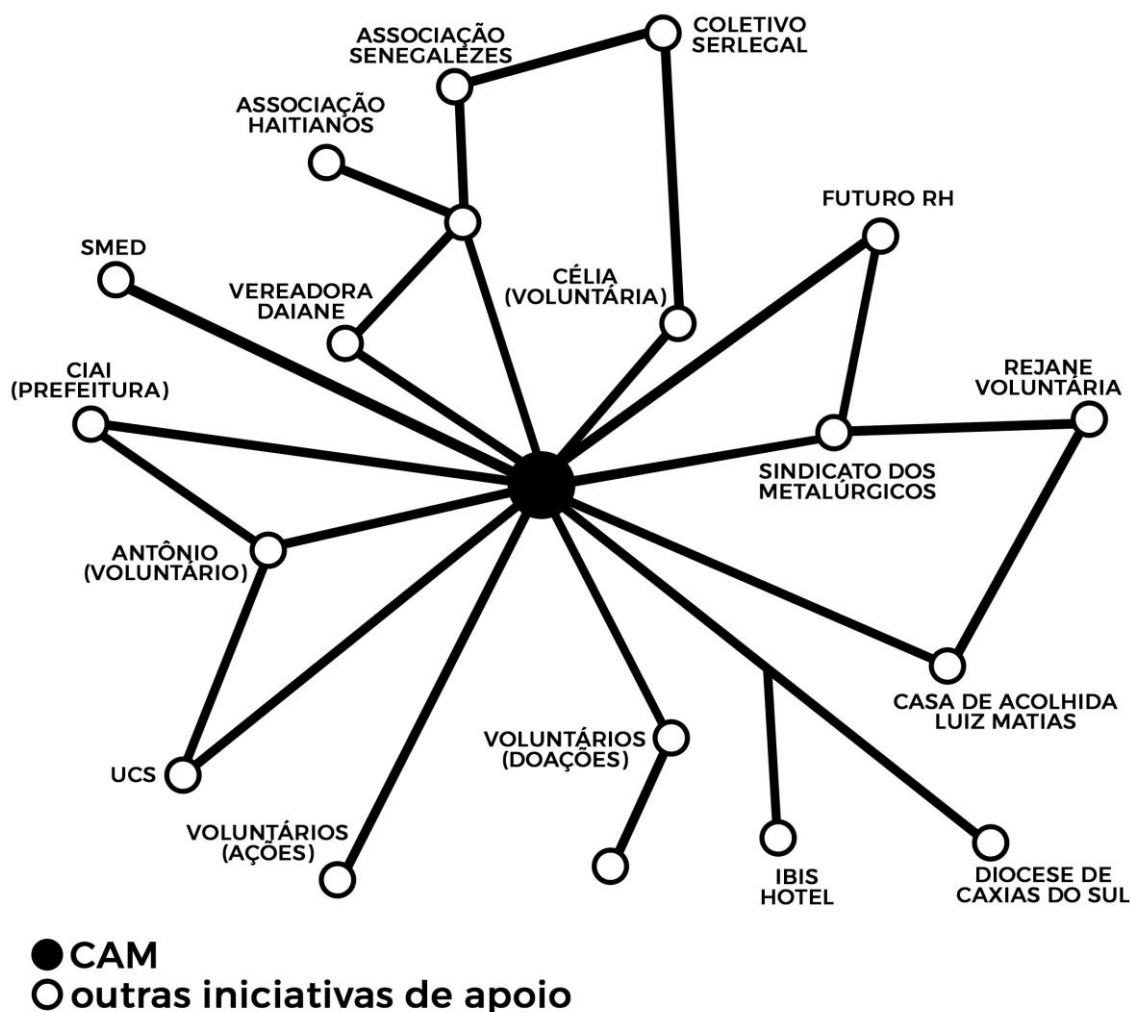 ASSOCIAÇÃO
SENEGALEZES
COLETIVO
SERLEGAL
ASSOCIAÇÃO
HAITIANOS
FUTURO RH
SMED
VEREADORA
DAIANE
CÉLIA
(VOLUNTÁRIA)
CIAI
(PREFEITURA)
REJANE
VOLUNTÁRIA
SINDICATO DOS
METALÚRGICOS
ANTÔNIO
(VOLUNTÁRIO)
CASA DE ACOLHIDA
LUIZ MATIAS
VOLUNTÁRIOS
(DOAÇÕES)
UCS
VOLUNTÁRIOS
(AÇÕES)
IBIS
HOTEL
DIOCESE DE
CAXIAS DO SUL
CAM
outras iniciativas de apoio